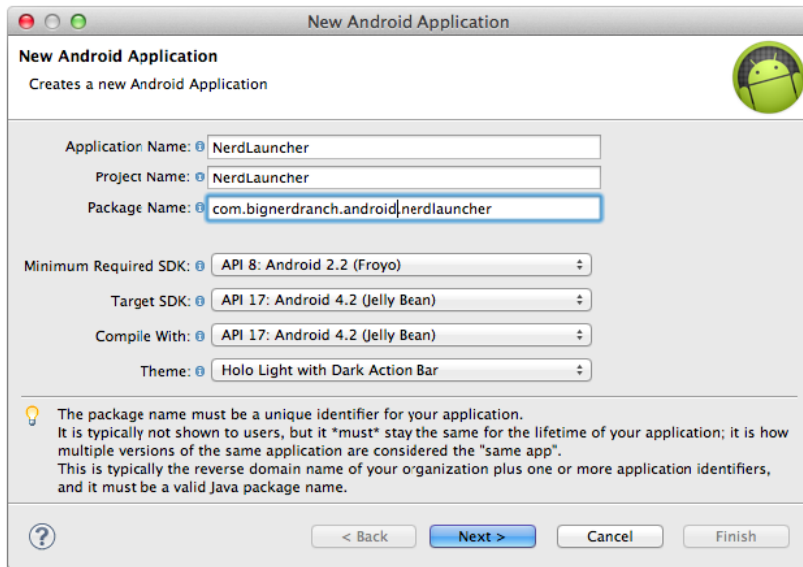 New Android Application
New Android Application
Creates a new Android Application
Application Name: NerdLauncher
Project Name: NerdLauncher
Package Name: com.bignerdranch.android.nerdlauncher
Minimum Required SDK: API 8: Android 2.2 (Froyo)
Target SDK: API 17: Android 4.2 (Jelly Bean)
Compile With: API 17: Android 4.2 (Jelly Bean)
Theme: Holo Light with Dark Action Bar
The package name must be a unique identifier for your application.
It is typically not shown to users, but it *must* stay the same for the lifetime of your application; it is how
multiple versions of the same application are considered the "same app".
This is typically the reverse domain name of your organization plus one or more application identifiers,
and it must be a valid Java package name.
? < Back Next > Cancel Finish